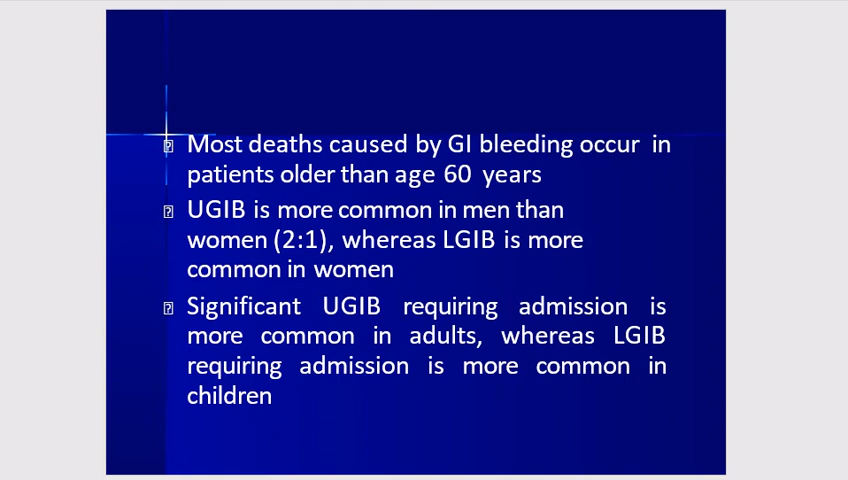 Most deaths caused by GI bleeding occur in
patients older than age 60 years
UGIB is more common in men than
women (2:1), whereas LGIB is more
common in women
Significant UGIB requiring admission is
more common in adults, whereas LGIB
requiring admission is more common in
children